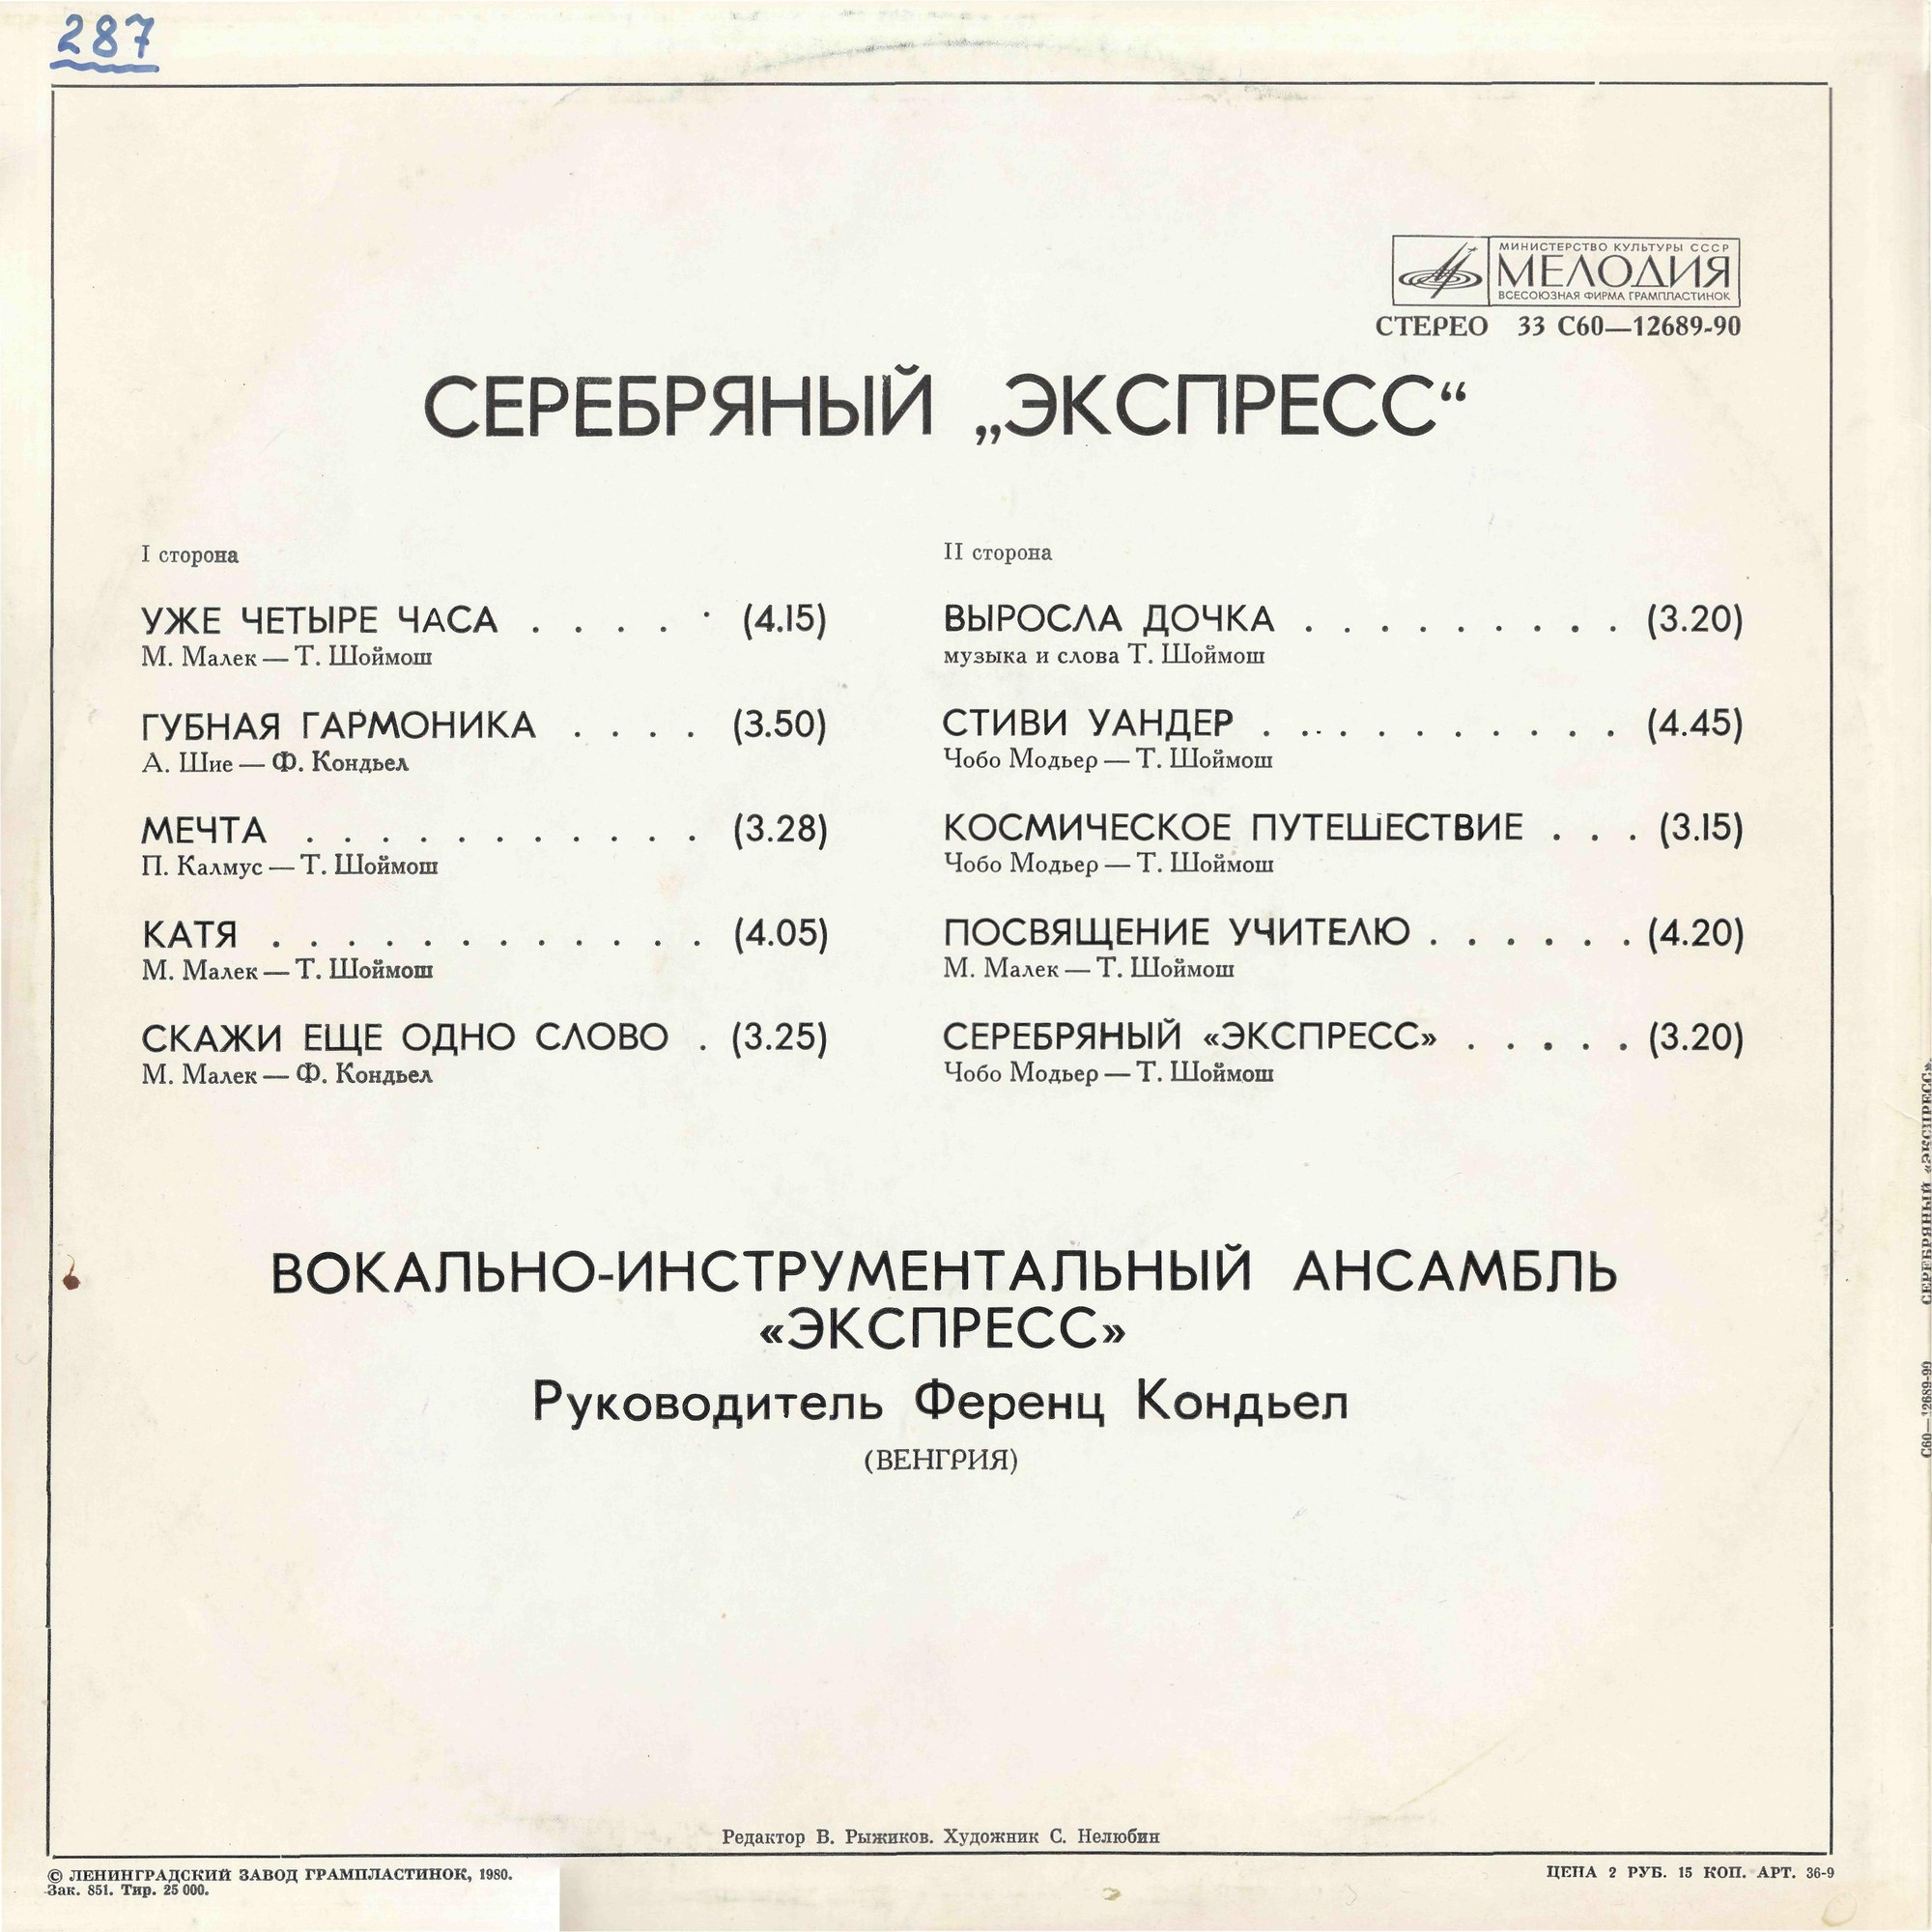 287
МИНИСТЕРСТВО КУЛЬТУРЫ СССР
МЕЛОДИЯ
ВСЕСОЮЗНАЯ ФИРМА ГРАМПЛАСТИНОК
СТЕРЕО 33 С60—12689-90
СЕРЕБРЯНЫЙ „ЭКСПРЕСС“
I сторона
УЖЕ ЧЕТЫРЕ ЧАСА . . . . . (4.15)
М. Малек — Т. Шоймош
ГУБНАЯ ГАРМОНИКА . . . . (3.50)
А. Шие — Ф. Кондьел
МЕЧТА . . . . . . . . . . . (3.28)
П. Калмус — Т. Шоймош
КАТЯ . . . . . . . . . . . . (4.05)
М. Малек — Т. Шоймош
СКАЖИ ЕЩЕ ОДНО СЛОВО . (3.25)
М. Малек — Ф. Кондьел
II сторона
ВЫРОСЛА ДОЧКА . . . . . . . . . (3.20)
музыка и слова Т. Шоймош
СТИВИ УАНДЕР . . . . . . . . . . (4.45)
Чобо Модьер — Т. Шоймош
КОСМИЧЕСКОЕ ПУТЕШЕСТВИЕ . . . (3.15)
Чобо Модьер — Т. Шоймош
ПОСВЯЩЕНИЕ УЧИТЕЛЮ . . . . . . (4.20)
М. Малек — Т. Шоймош
СЕРЕБРЯНЫЙ «ЭКСПРЕСС» . . . . . (3.20)
Чобо Модьер — Т. Шоймош
ВОКАЛЬНО-ИНСТРУМЕНТАЛЬНЫЙ АНСАМБЛЬ
«ЭКСПРЕСС»
Руководитель Ференц Кондьел
(ВЕНГРИЯ)
Редактор В. Рыжиков. Художник С. Нелюбин
© ЛЕНИНГРАДСКИЙ ЗАВОД ГРАМПЛАСТИНОК, 1980.
Зак. 851. Тир. 25 000.
ЦЕНА 2 РУБ. 15 КОП. АРТ. 36-9
С60—12689-90 СЕРЕБРЯНЫЙ «ЭКСПРЕСС»